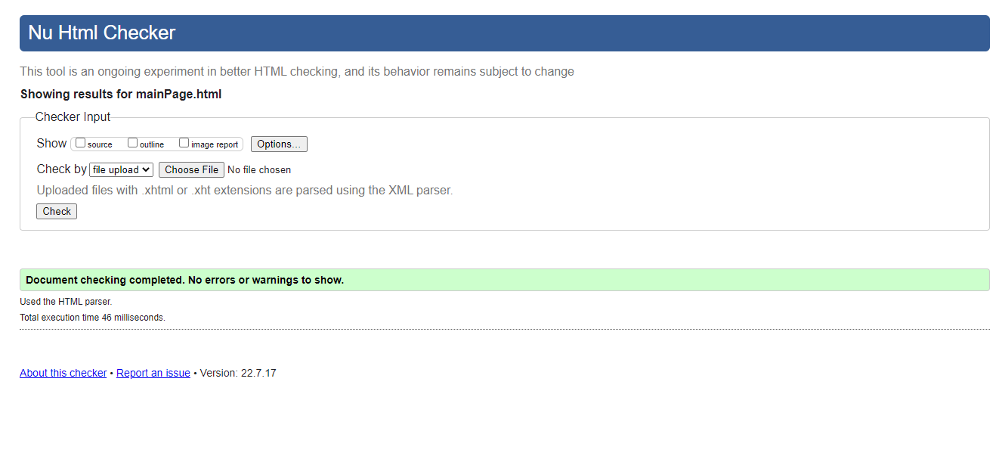 Nu Html Checker
This tool is an ongoing experiment in better HTML checking, and its behavior remains subject to change
Showing results for mainPage.html
Checker Input
Show source outline image report Options...
Check by file upload Choose File No file chosen
Uploaded files with .xhtml or .xht extensions are parsed using the XML parser.
Check
Document checking completed. No errors or warnings to show.
Used the HTML parser.
Total execution time 46 milliseconds.
About this checker • Report an issue • Version: 22.7.17